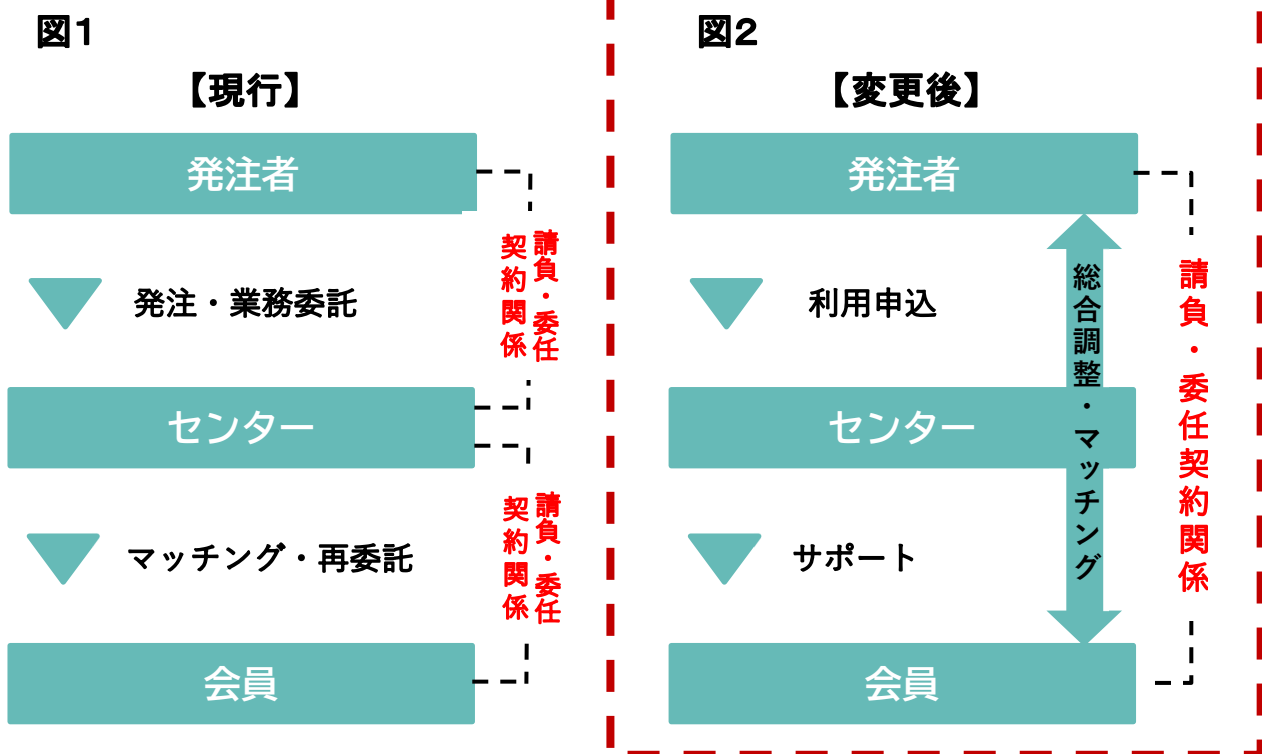 図1
【現行】
発注者
発注・業務委託
請負・委任
契約関係
センター
マッチング・再委託
請負・委任
契約関係
会員
図2
【変更後】
発注者
利用申込
総合調整・マッチング
請負・委任契約関係
センター
サポート
会員